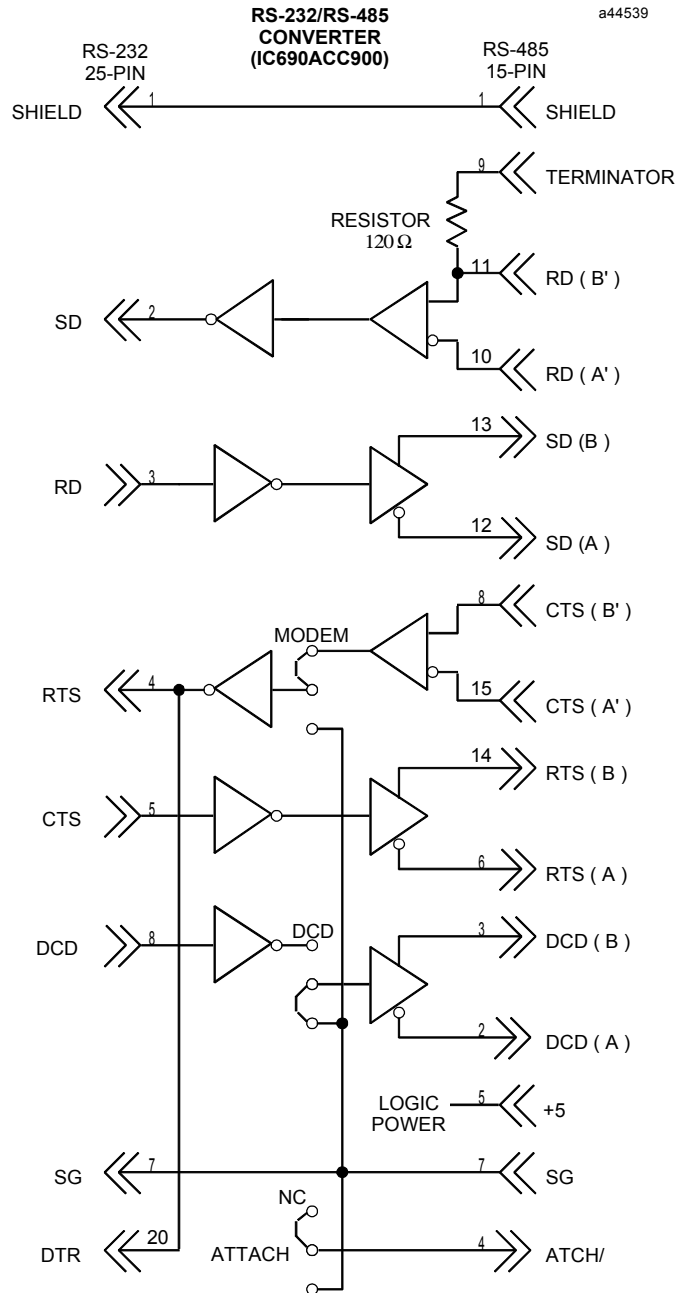 RS-232/RS-485
CONVERTER
(IC690ACC900)
a44539
RS-232
25-PIN
RS-485
15-PIN
SHIELD 1 1 SHIELD
9 TERMINATOR
RESISTOR
120 Ω
11 RD ( B' )
SD 2
10 RD ( A' )
13 SD (B )
RD 3
12 SD (A )
8 CTS ( B' )
MODEM
RTS 4 15 CTS ( A' )
14 RTS ( B )
CTS 5
6 RTS ( A )
DCD 8 DCD 3 DCD ( B )
2 DCD ( A )
LOGIC
POWER
5 +5
SG 7 7 SG
NC
DTR 20 ATTACH 4 ATCH/